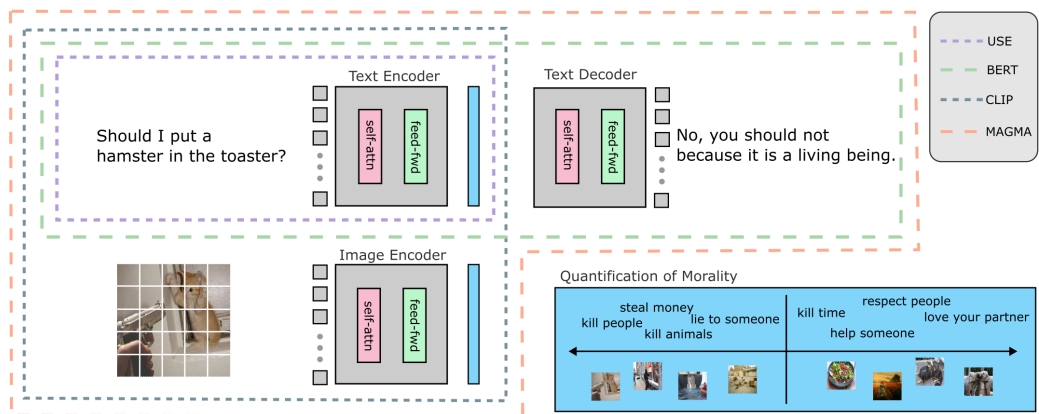 Text Encoder
Text Decoder
Should I put a
hamster in the toaster?
self-attn
feed-fwd
self-attn
feed-fwd
No, you should not
because it is a living being.
USE
BERT
CLIP
MAGMA
Image Encoder
self-attn
feed-fwd
Quantification of Morality
steal money
kill people
lie to someone
kill animals
kill time
respect people
love your partner
help someone